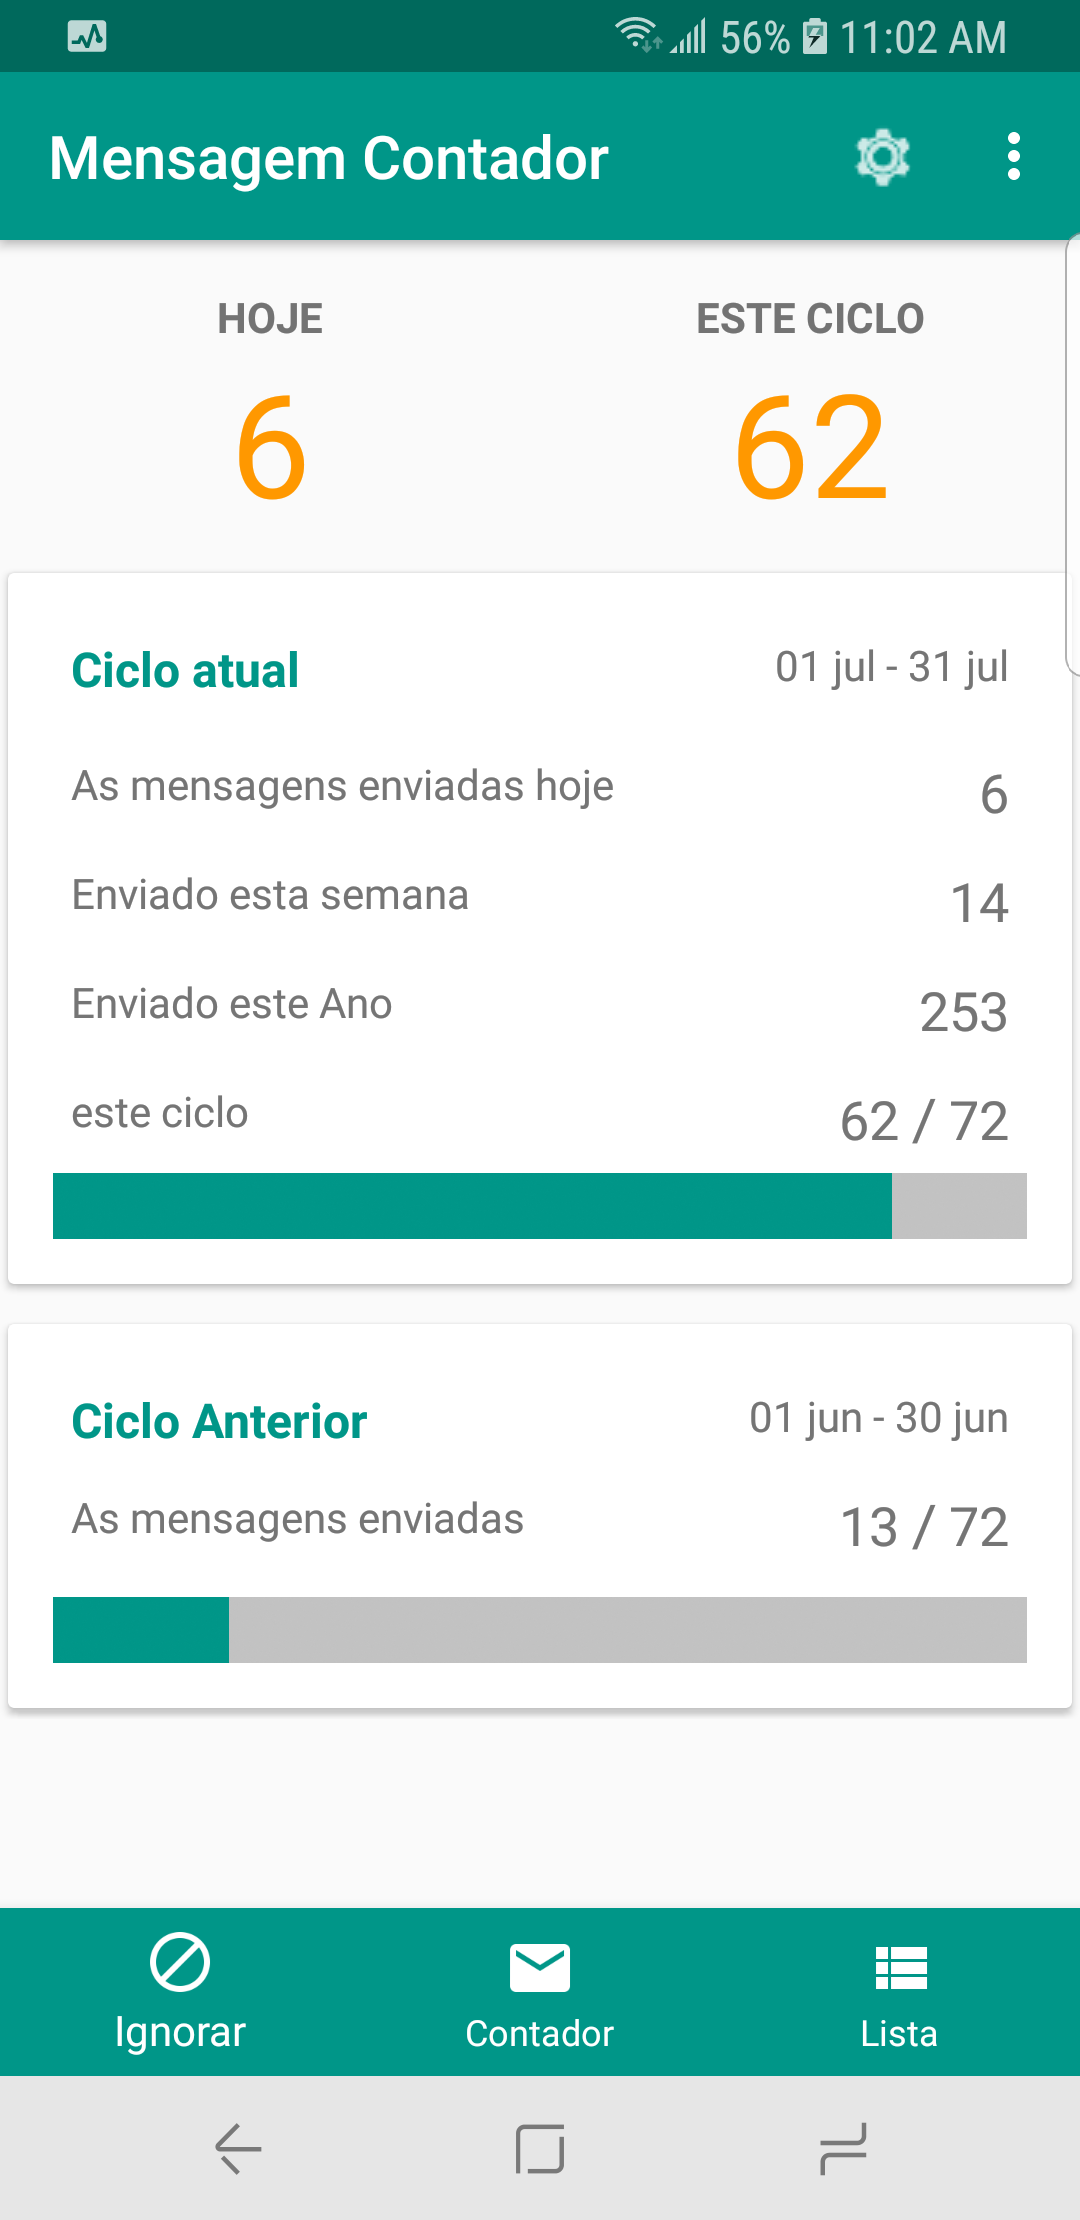 56% 11:02 AM
Mensagem Contador
HOJE ESTE CICLO
6 62
Ciclo atual 01 jul - 31 jul
As mensagens enviadas hoje 6
Enviado esta semana 14
Enviado este Ano 253
este ciclo 62 / 72
Ciclo Anterior 01 jun - 30 jun
As mensagens enviadas 13 / 72
Ignorar Contador Lista